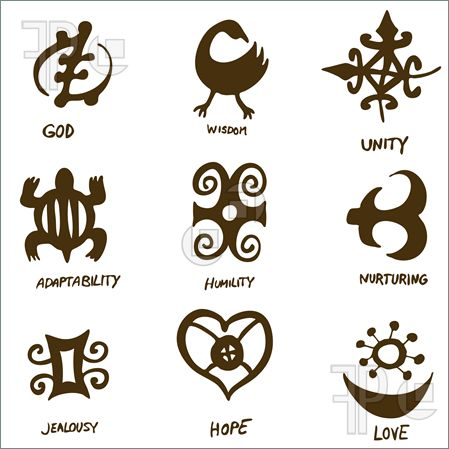 GOD
WISDOM
UNITY
ADAPTABILITY
HUMILITY
NURTURING
JEALOUSY
HOPE
LOVE